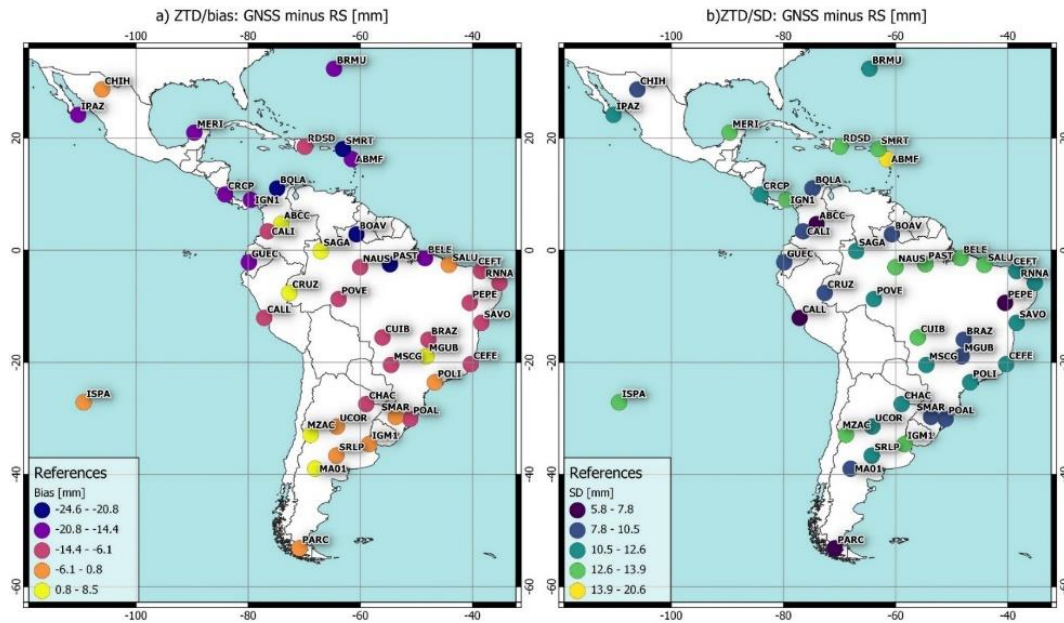 a) ZTD/bias: GNSS minus RS [mm]
-100 -80 -60 -40
BRMU
CHIH
IPAZ
MERI
RDSD
SMRT
ABMF
20
CRCP
BQLA
IGN1
ABCC
CALI
BOAV
SAGA
0
GUEC
NAUS
PAST
BELE
SALU
CEFT
RNNA
CRUZ
POVE
PEPE
CALL
SAVO
CUIB
BRAZ
MGUB
-20
MSCG
CEFE
POLI
ISPA
CHAC
SMAR
POAL
UCOR
MZAC
IGM1
SRLP
MA01
-40
PARC
-60
References
Bias [mm]
-24.6 - -20.8
-20.8 - -14.4
-14.4 - -6.1
-6.1 - 0.8
0.8 - 8.5
-100 -80 -60 -40
b)ZTD/SD: GNSS minus RS [mm]
-100 -80 -60 -40
BRMU
CHIH
IPAZ
MERI
RDSD
SMRT
ABMF
20
CRCP
BQLA
IGN1
ABCC
CALI
BOAV
SAGA
0
GUEC
NAUS
PAST
BELE
SALU
CEFT
RNNA
CRUZ
POVE
PEPE
CALL
SAVO
CUIB
BRAZ
MGUB
-20
MSCG
CEFE
POLI
ISPA
CHAC
SMAR
POAL
UCOR
MZAC
IGM1
SRLP
MA01
-40
PARC
-60
References
SD [mm]
5.8 - 7.8
7.8 - 10.5
10.5 - 12.6
12.6 - 13.9
13.9 - 20.6
-100 -80 -60 -40